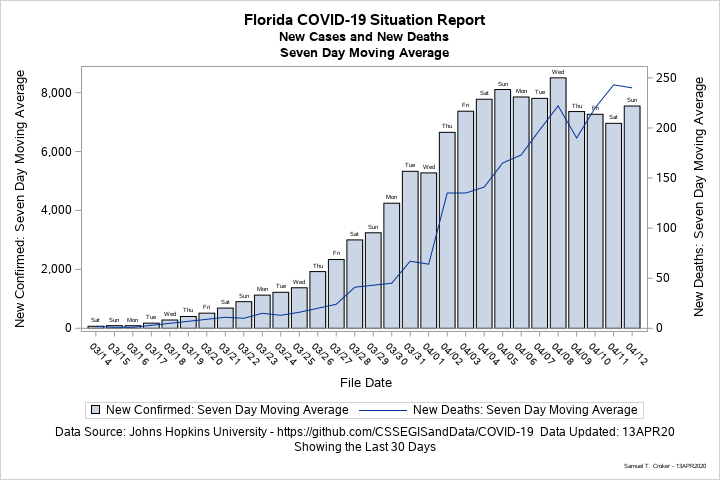 Florida COVID-19 Situation Report
New Cases and New Deaths
Seven Day Moving Average
New Confirmed: Seven Day Moving Average
8,000
6,000
4,000
2,000
0
Sat Sun Mon Tue Wed Thu Fri Sat Sun Mon Tue Wed Thu Fri Sat Sun Mon Tue Wed Thu Fri Sat Sun Mon Tue Wed Thu Fri Sat Sun
250
200
150
100
50
0
New Deaths: Seven Day Moving Average
03/14 03/15 03/16 03/17 03/18 03/19 03/20 03/21 03/22 03/23 03/24 03/25 03/26 03/27 03/28 03/29 03/30 03/31 04/01 04/02 04/03 04/04 04/05 04/06 04/07 04/08 04/09 04/10 04/11 04/12
File Date
New Confirmed: Seven Day Moving Average New Deaths: Seven Day Moving Average
Data Source: Johns Hopkins University - https://github.com/CSSEGISandData/COVID-19 Data Updated: 13APR20
Showing the Last 30 Days
Samuel T. Croker - 13APR2020